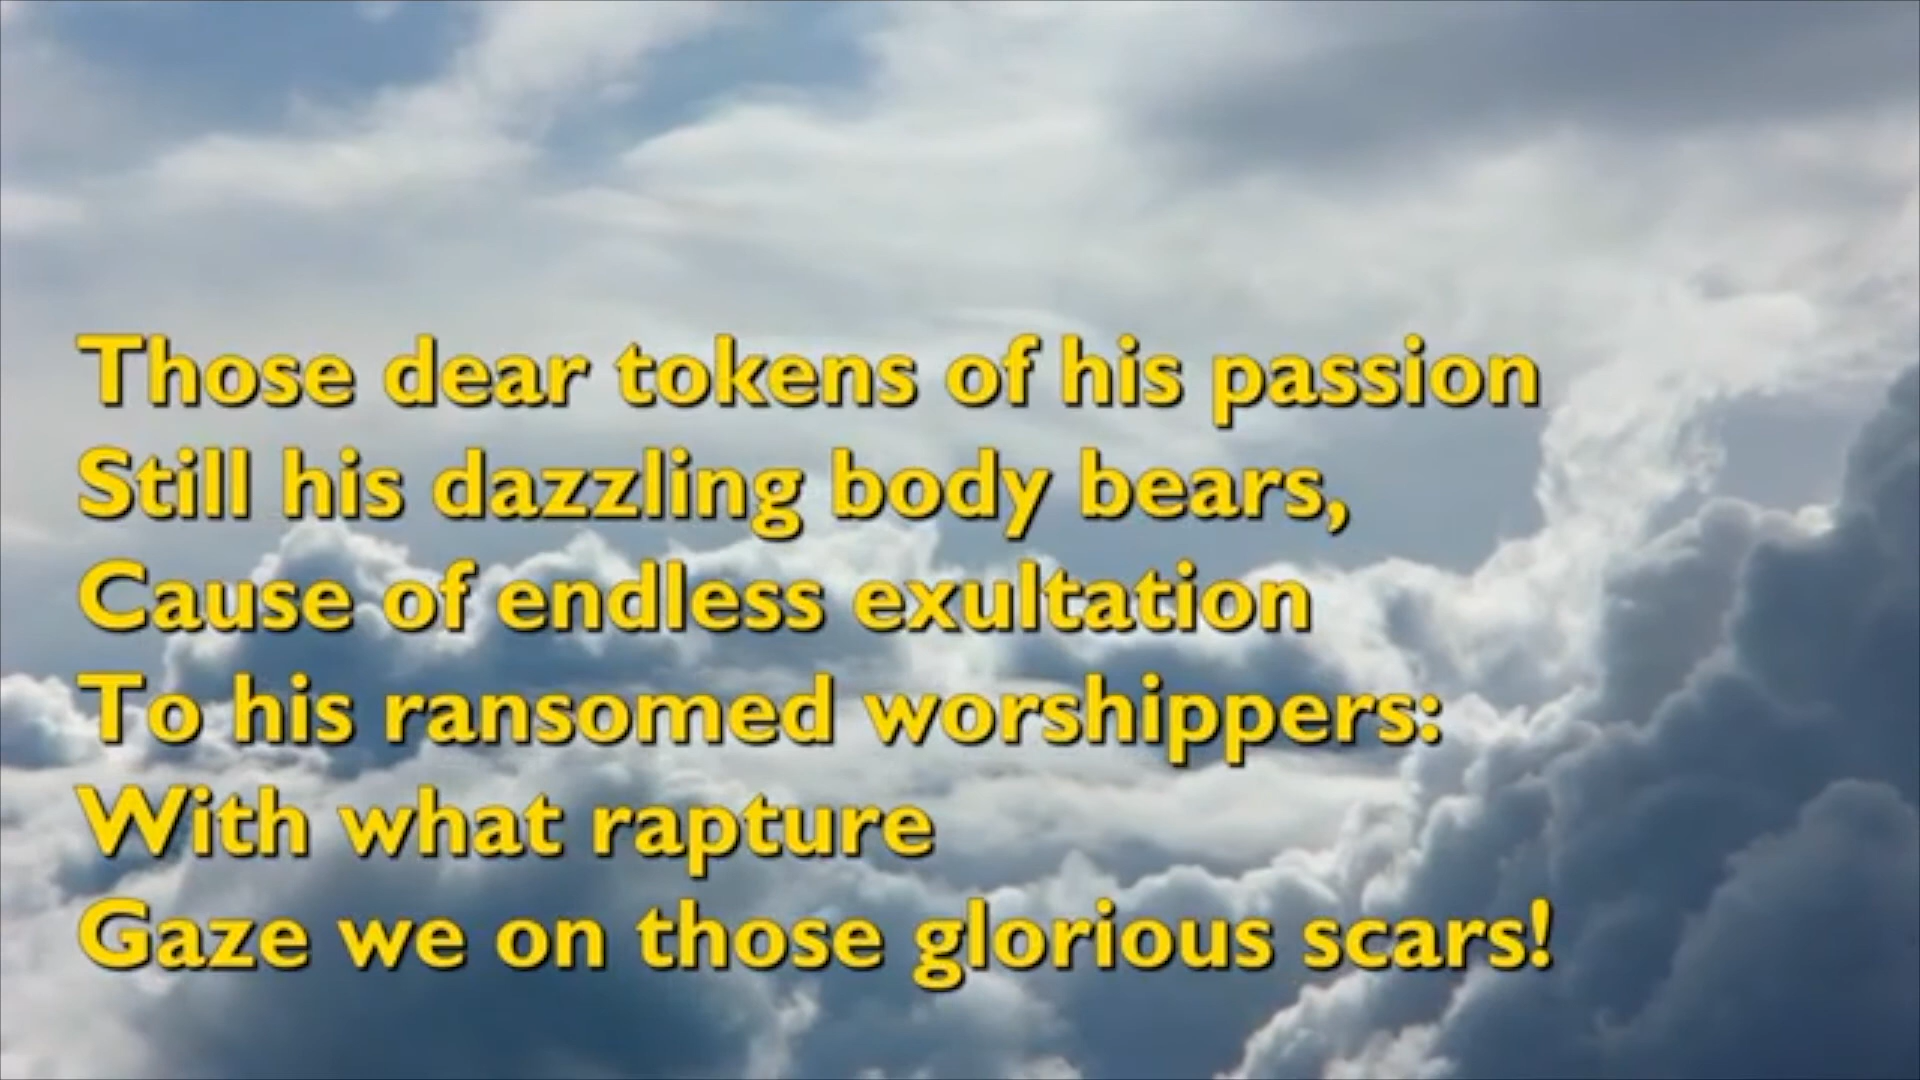 Those dear tokens of his passion
Still his dazzling body bears,
Cause of endless exultation
To his ransomed worshippers:
With what rapture
Gaze we on those glorious scars!